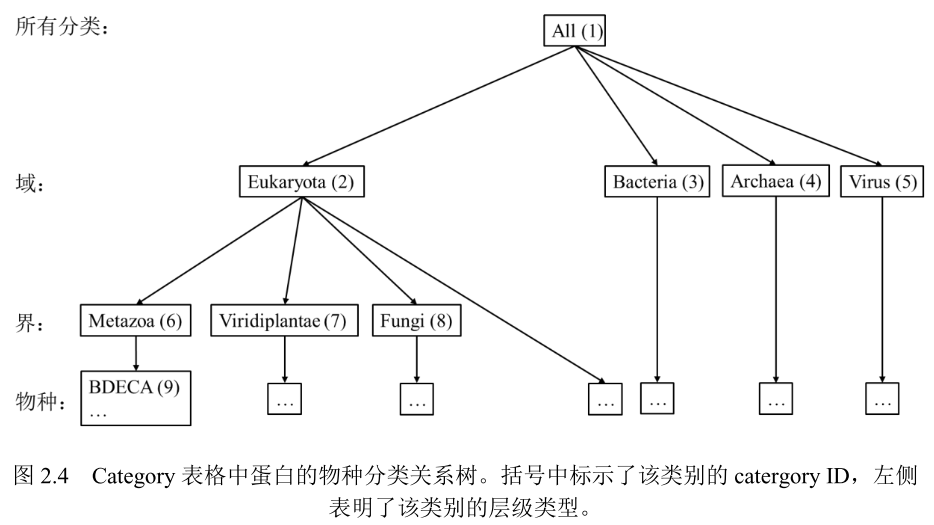 所有分类： All (1)
域： Eukaryota (2) Bacteria (3) Archaea (4) Virus (5)
界： Metazoa (6) Viridiplantae (7) Fungi (8)
物种： BDECA (9) … … … … … …
…
图 2.4 Category 表格中蛋白的物种分类关系树。括号中标示了该类别的 catergory ID，左侧
表明了该类别的层级类型。